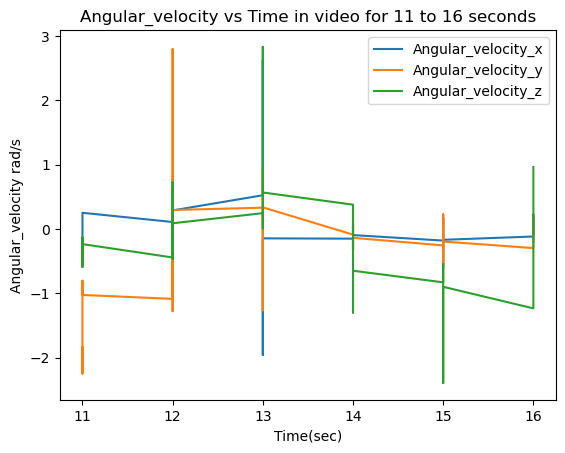 Angular_velocity vs Time in video for 11 to 16 seconds
3
2
1
0
−1
−2
Angular_velocity rad/s
Angular_velocity_x
Angular_velocity_y
Angular_velocity_z
11 12 13 14 15 16
Time(sec)